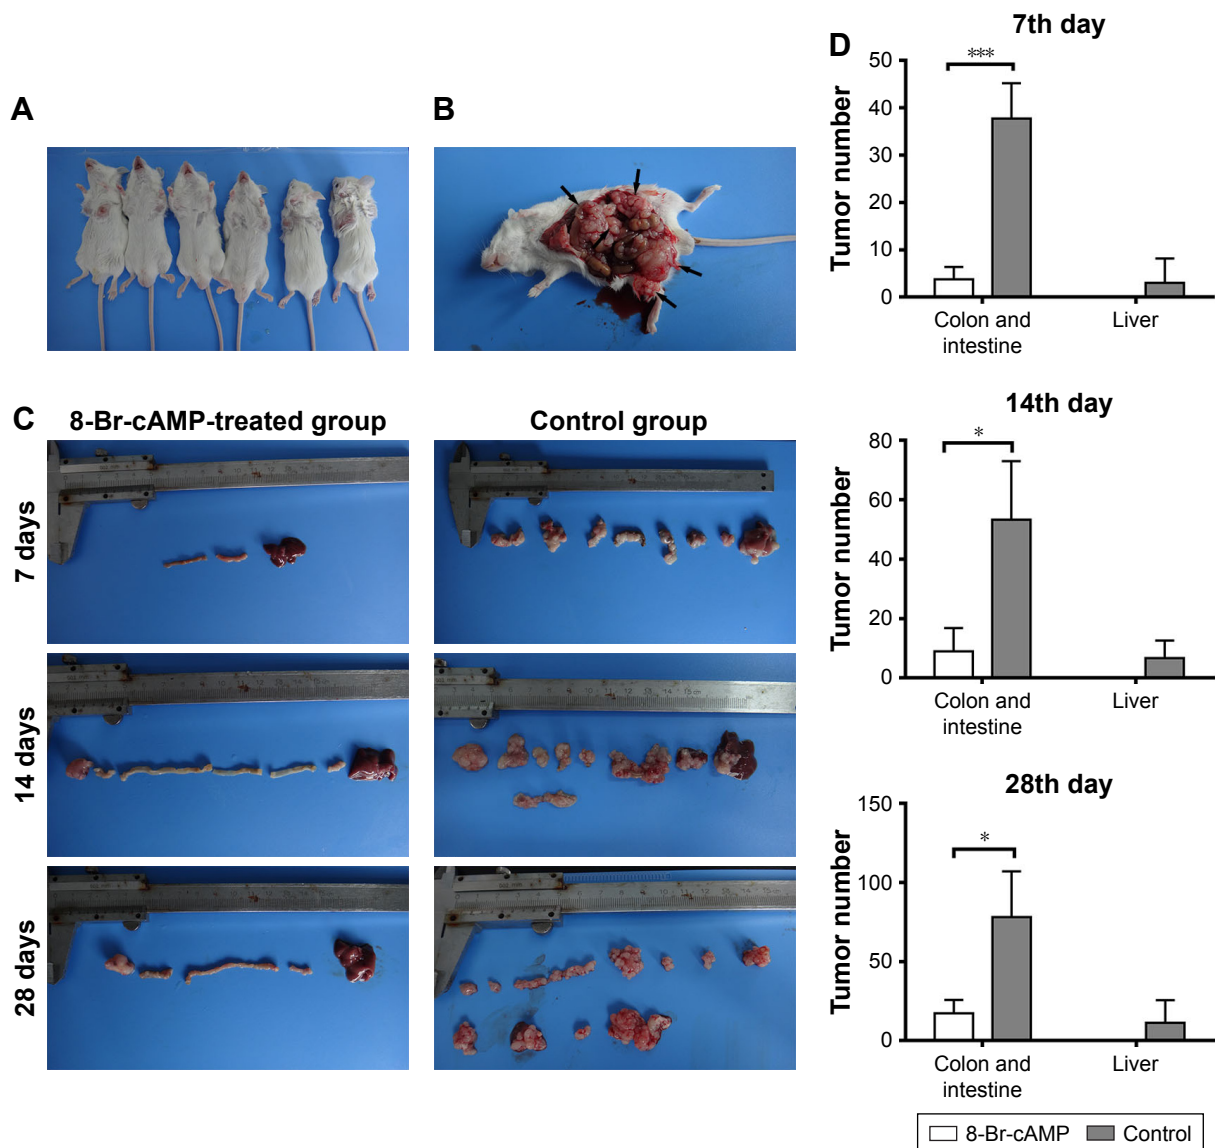 A
B
C
8-Br-cAMP-treated group
Control group
7 days
14 days
28 days
D
7th day
Tumor number
50
40
30
20
10
0
***
Colon and
intestine
Liver
14th day
Tumor number
80
60
40
20
0
*
Colon and
intestine
Liver
28th day
Tumor number
150
100
50
0
*
Colon and
intestine
Liver
8-Br-cAMP
Control